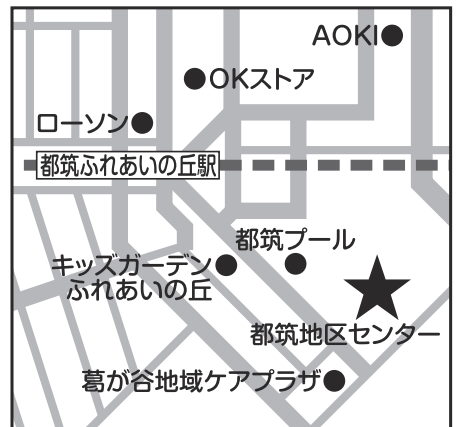 AOKI
OKストア
ローソン
都筑ふれあいの丘駅
都筑プール
キッズガーデン
ふれあいの丘
都筑地区センター
葛が谷地域ケアプラザ